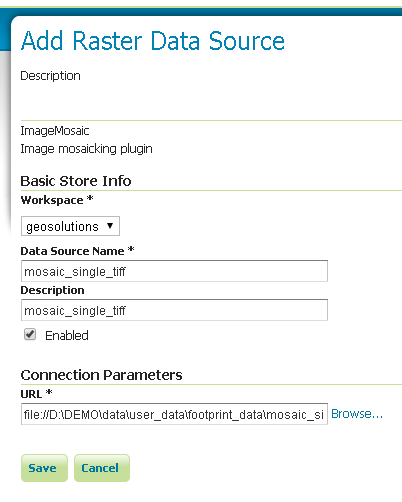 Add Raster Data Source
Description
ImageMosaic
Image mosaicking plugin
Basic Store Info
Workspace *
geosolutions
Data Source Name *
mosaic_single_tiff
Description
mosaic_single_tiff
Enabled
Connection Parameters
URL *
file://D:\DEMO\data\user_data\footprint_data\mosaic_si Browse...
Save Cancel